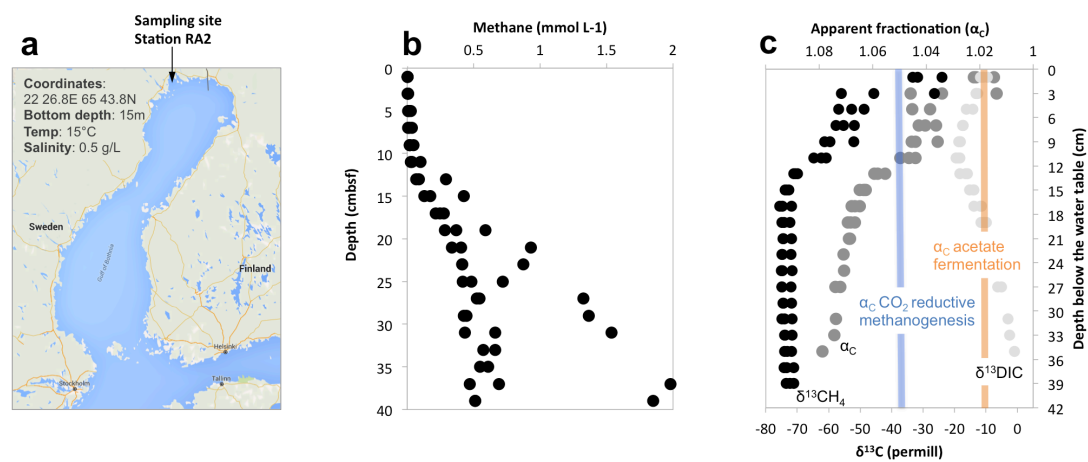 Sampling site
Station RA2
a
Coordinates:
22 26.8E 65 43.8N
Bottom depth: 15m
Temp: 15°C
Salinity: 0.5 g/L
Sweden
Gulf of Bothnia
Finland
Helsinki
Stockholm
Tallinn
b
Methane (mmol L-1)
0.5 1 1.5 2
Depth (cmbsf)
0
5
10
15
20
25
30
35
40
c
Apparent fractionation (αC)
1.08 1.06 1.04 1.02 1
0
3
6
9
12
15
18
21
24
27
30
33
36
39
42
Depth below the water table (cm)
αC acetate
fermentation
αC CO2 reductive
methanogenesis
αC
δ13DIC
δ13CH4
-80 -70 -60 -50 -40 -30 -20 -10 0
δ13C (permill)